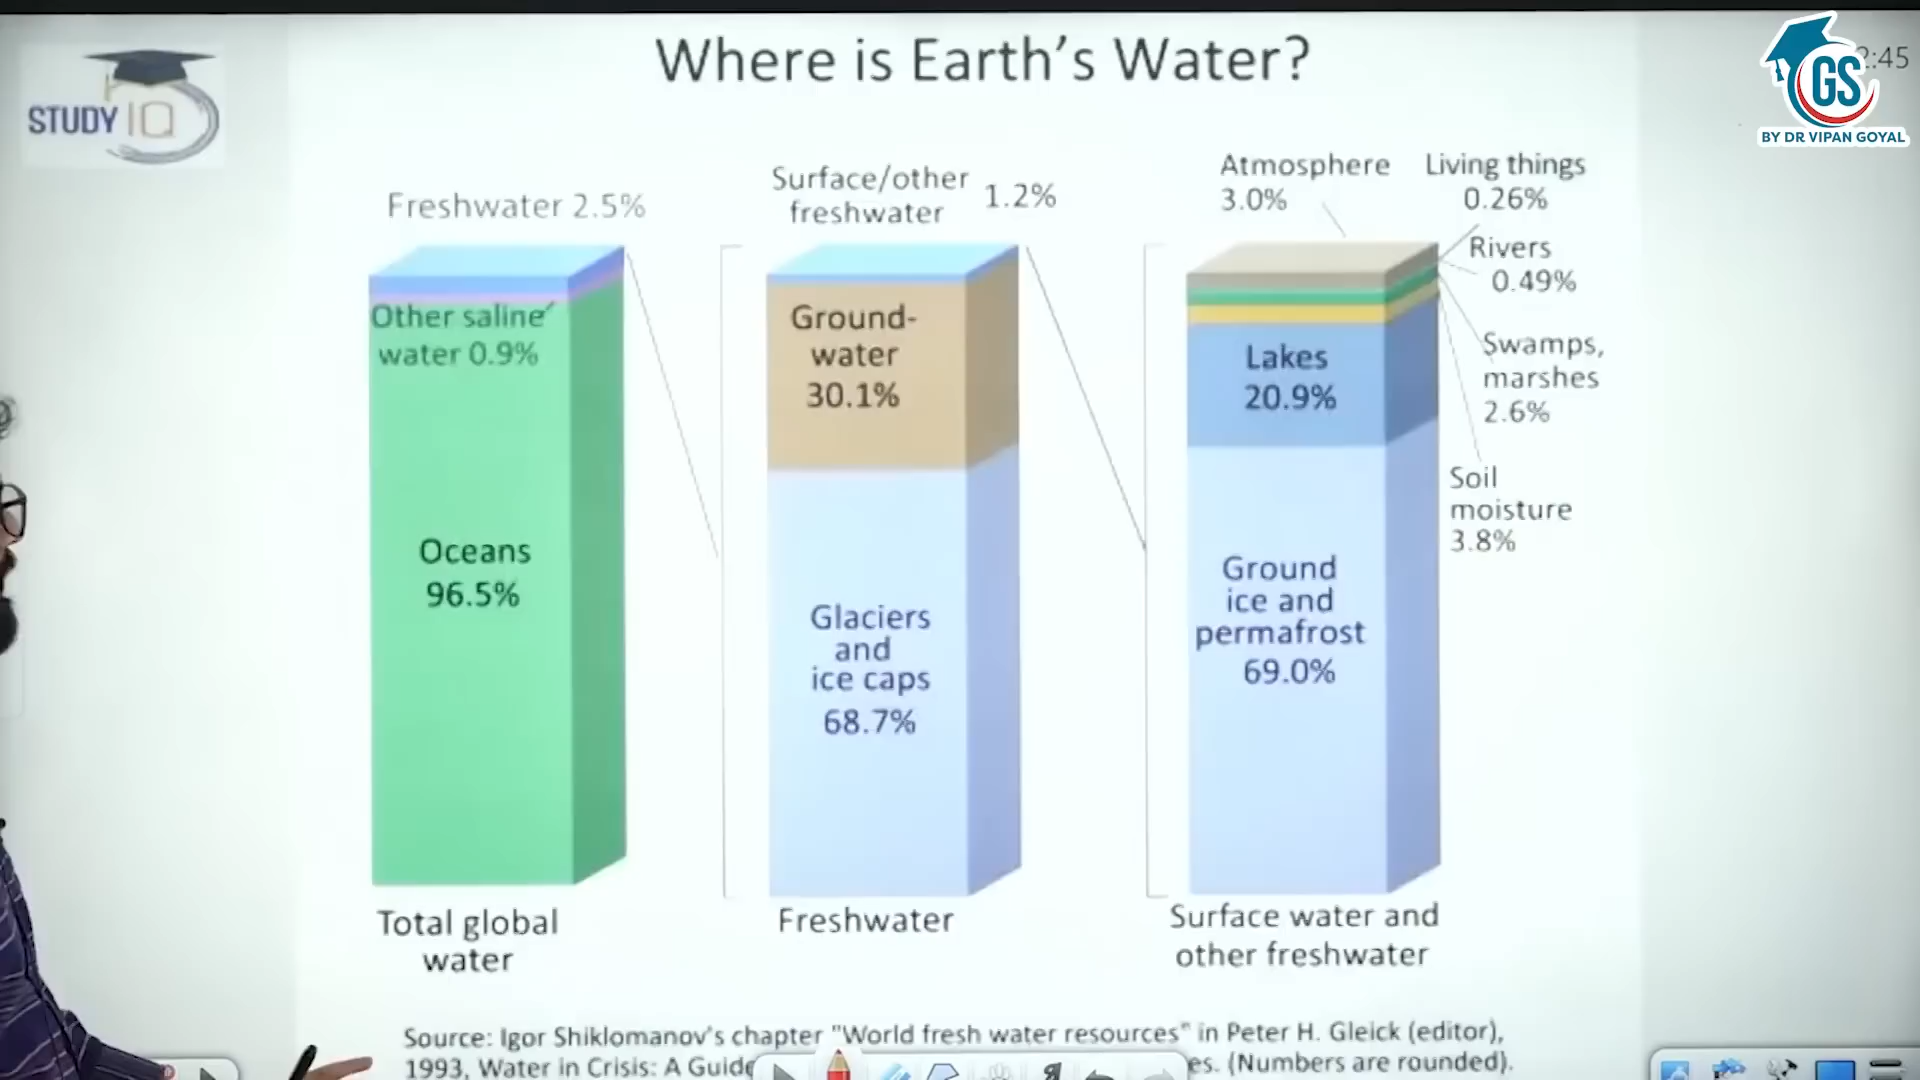 Where is Earth's Water?
STUDY IQ
GS
BY DR VIPAN GOYAL
:45
Freshwater 2.5%
Other saline
water 0.9%
Oceans
96.5%
Total global
water
Surface/other
freshwater
1.2%
Ground-
water
30.1%
Glaciers
and
ice caps
68.7%
Freshwater
Atmosphere
3.0%
Living things
0.26%
Rivers
0.49%
Swamps,
marshes
2.6%
Soil
moisture
3.8%
Lakes
20.9%
Ground
ice and
permafrost
69.0%
Surface water and
other freshwater
Source: Igor Shiklomanov's chapter "World fresh water resources" in Peter H. Gleick (editor),
1993, Water in Crisis: A Guide es. (Numbers are rounded).